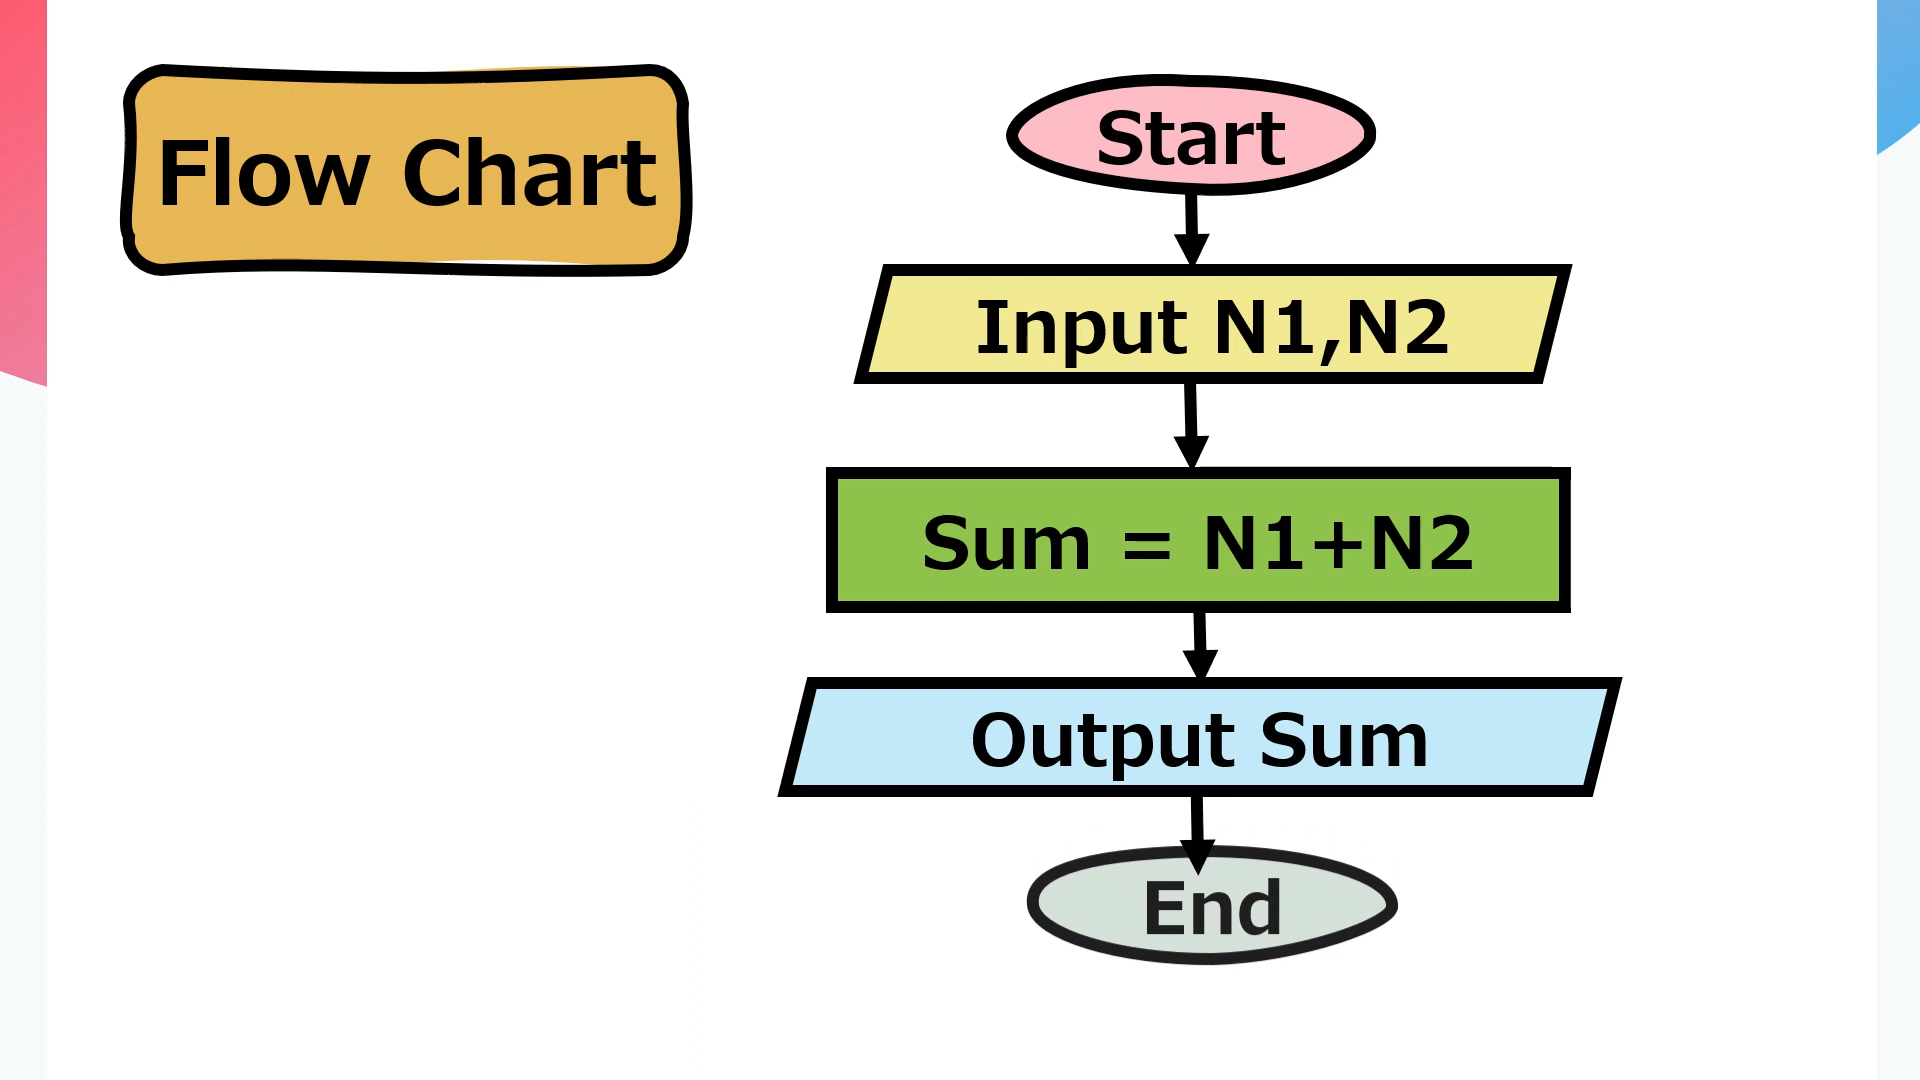 Flow Chart
Start
Input N1,N2
Sum = N1+N2
Output Sum
End